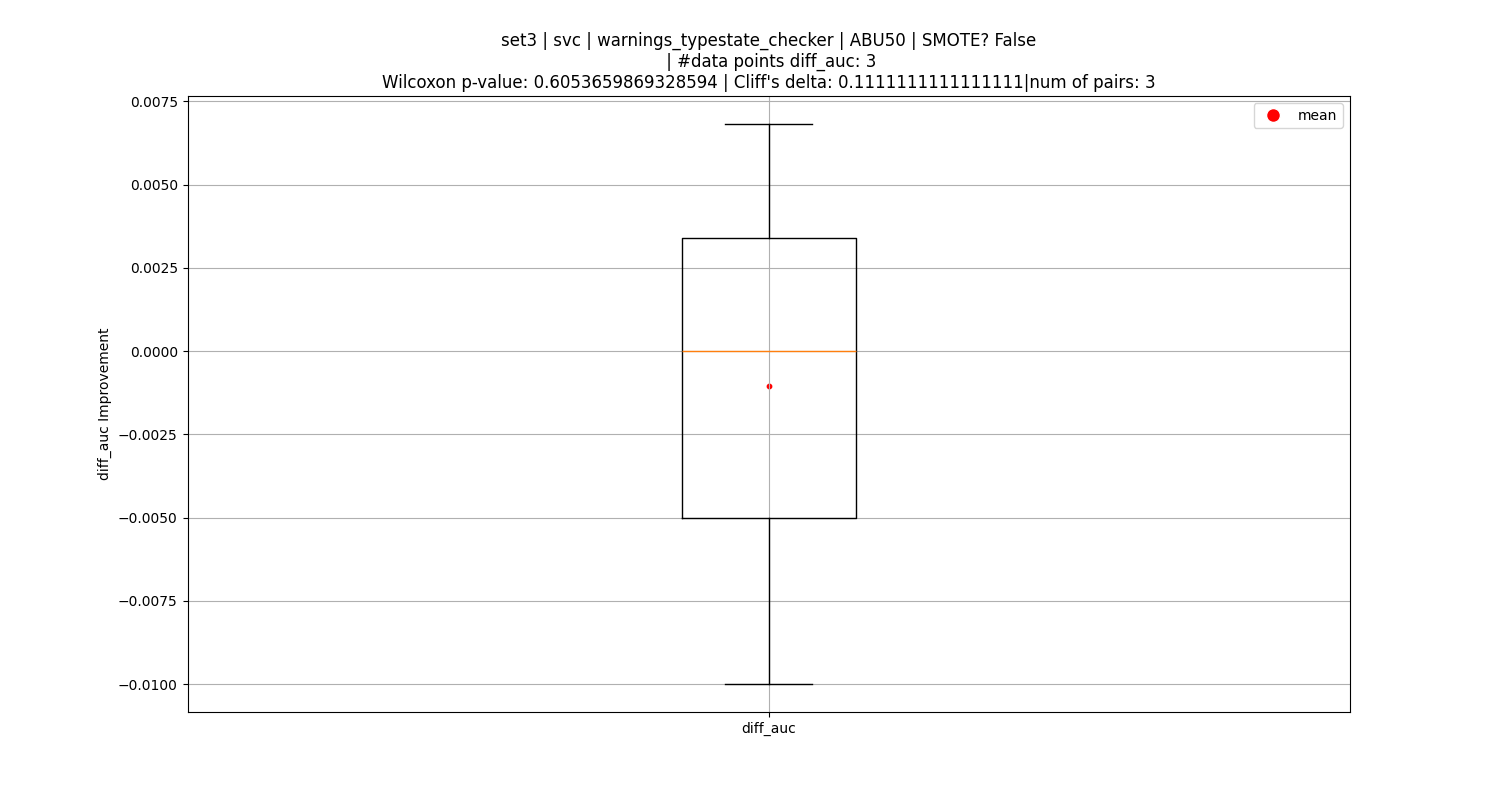 set3 | svc | warnings_typestate_checker | ABU50 | SMOTE? False
| #data points diff_auc: 3
Wilcoxon p-value: 0.6053659869328594 | Cliff's delta: 0.1111111111111111|num of pairs: 3
mean
0.0075
0.0050
0.0025
0.0000
−0.0025
−0.0050
−0.0075
−0.0100
diff_auc Improvement
diff_auc